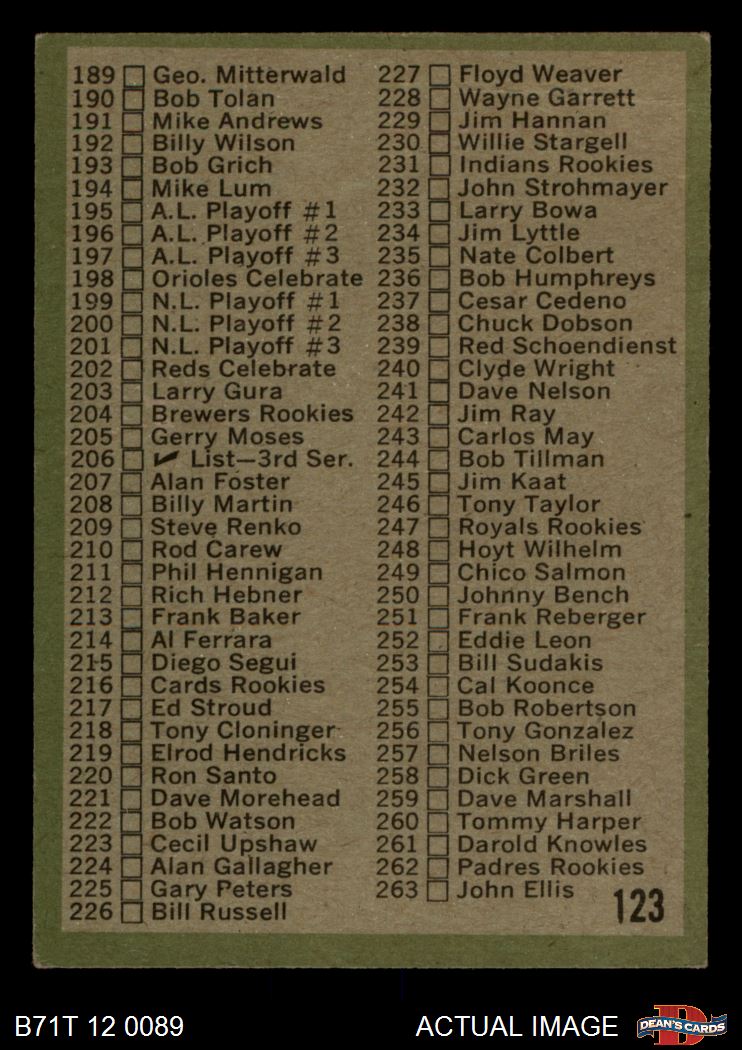 189 Geo. Mitterwald
190 Bob Tolan
191 Mike Andrews
192 Billy Wilson
193 Bob Grich
194 Mike Lum
195 A.L. Playoff #1
196 A.L. Playoff #2
197 A.L. Playoff #3
198 Orioles Celebrate
199 N.L. Playoff #1
200 N.L. Playoff #2
201 N.L. Playoff #3
202 Reds Celebrate
203 Larry Gura
204 Brewers Rookies
205 Gerry Moses
206 ✔ List—3rd Ser.
207 Alan Foster
208 Billy Martin
209 Steve Renko
210 Rod Carew
211 Phil Hennigan
212 Rich Hebner
213 Frank Baker
214 Al Ferrara
215 Diego Segui
216 Cards Rookies
217 Ed Stroud
218 Tony Cloninger
219 Elrod Hendricks
220 Ron Santo
221 Dave Morehead
222 Bob Watson
223 Cecil Upshaw
224 Alan Gallagher
225 Gary Peters
226 Bill Russell
227 Floyd Weaver
228 Wayne Garrett
229 Jim Hannan
230 Willie Stargell
231 Indians Rookies
232 John Strohmayer
233 Larry Bowa
234 Jim Lyttle
235 Nate Colbert
236 Bob Humphreys
237 Cesar Cedeno
238 Chuck Dobson
239 Red Schoendienst
240 Clyde Wright
241 Dave Nelson
242 Jim Ray
243 Carlos May
244 Bob Tillman
245 Jim Kaat
246 Tony Taylor
247 Royals Rookies
248 Hoyt Wilhelm
249 Chico Salmon
250 Johnny Bench
251 Frank Reberger
252 Eddie Leon
253 Bill Sudakis
254 Cal Koonce
255 Bob Robertson
256 Tony Gonzalez
257 Nelson Briles
258 Dick Green
259 Dave Marshall
260 Tommy Harper
261 Darold Knowles
262 Padres Rookies
263 John Ellis
123
B71T 12 0089
ACTUAL IMAGE
D
DEAN'S CARDS